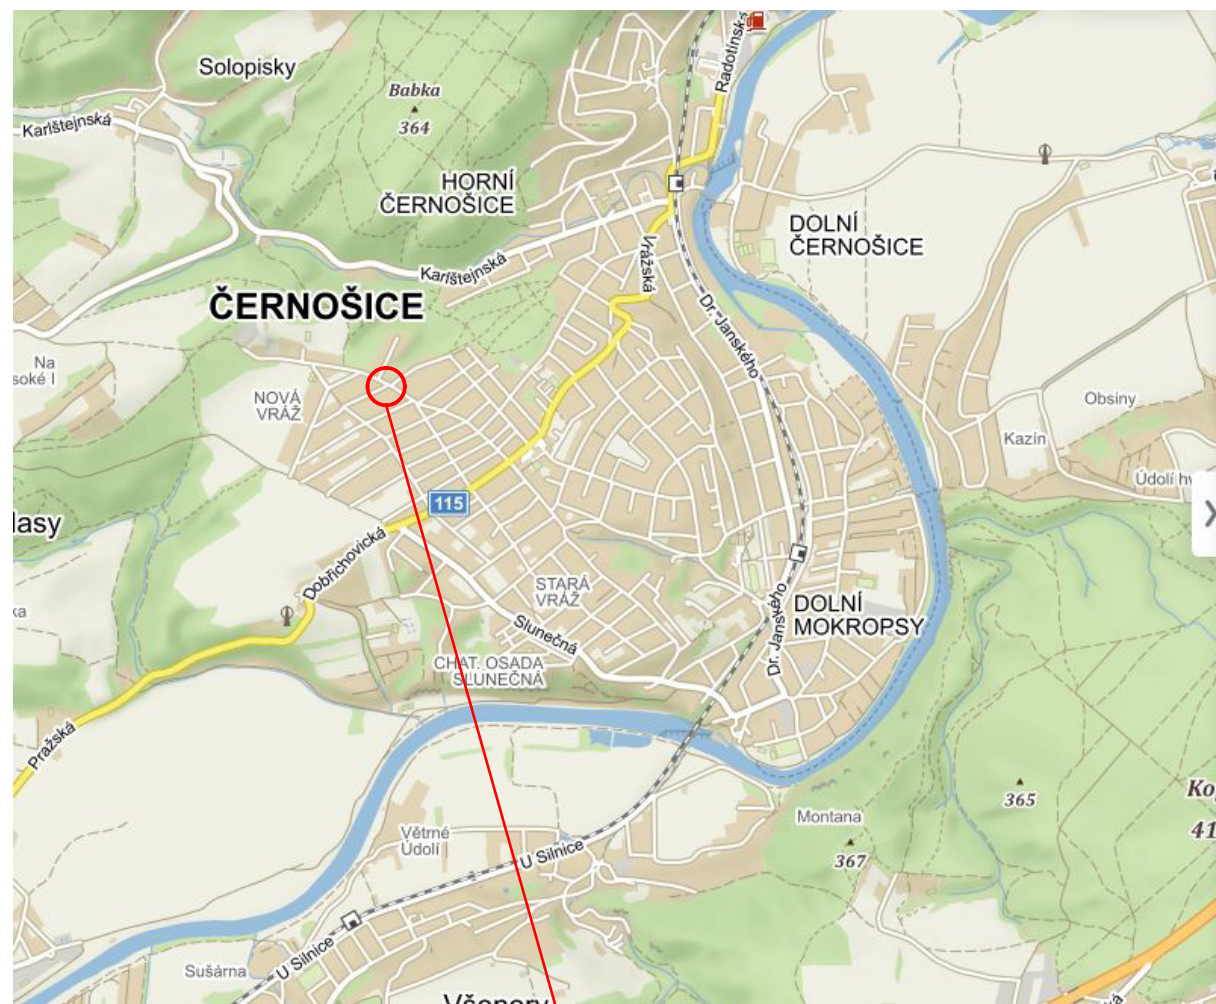 Solopisky
Babka
364
Karlštejnská
Radotínská
HORNÍ
ČERNOŠICE
DOLNÍ
ČERNOŠICE
Karlštejnská
Vrážská
ČERNOŠICE
Dr. Janského
Na
soké l
NOVÁ
VRÁŽ
Obsiny
Kazín
Údolí hv
115
lasy
Dobřichovická
STARÁ
VRÁŽ
DOLNÍ
MOKROPSY
Dr. Janského
Slunečná
CHAT. OSADA
SLUNEČNÁ
Pražská
365
Ko
41
Montana
367
Větrné
Údolí
U Silnice
Sušárna
U Silnice
Všenory